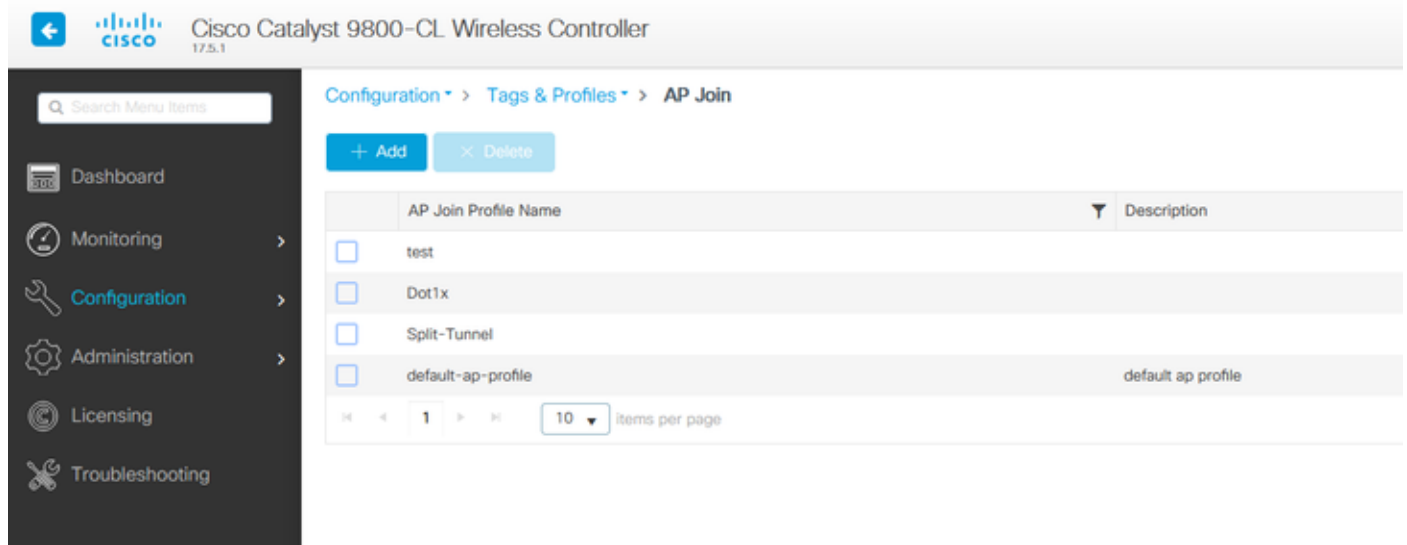 CISCO
Cisco Catalyst 9800-CL Wireless Controller
17.5.1
Search Menu Items
Dashboard
Monitoring
Configuration
Administration
Licensing
Troubleshooting
Configuration > Tags & Profiles > AP Join
+ Add × Delete
AP Join Profile Name Description
test
Dot1x
Split-Tunnel
default-ap-profile default ap profile
1 10 items per page